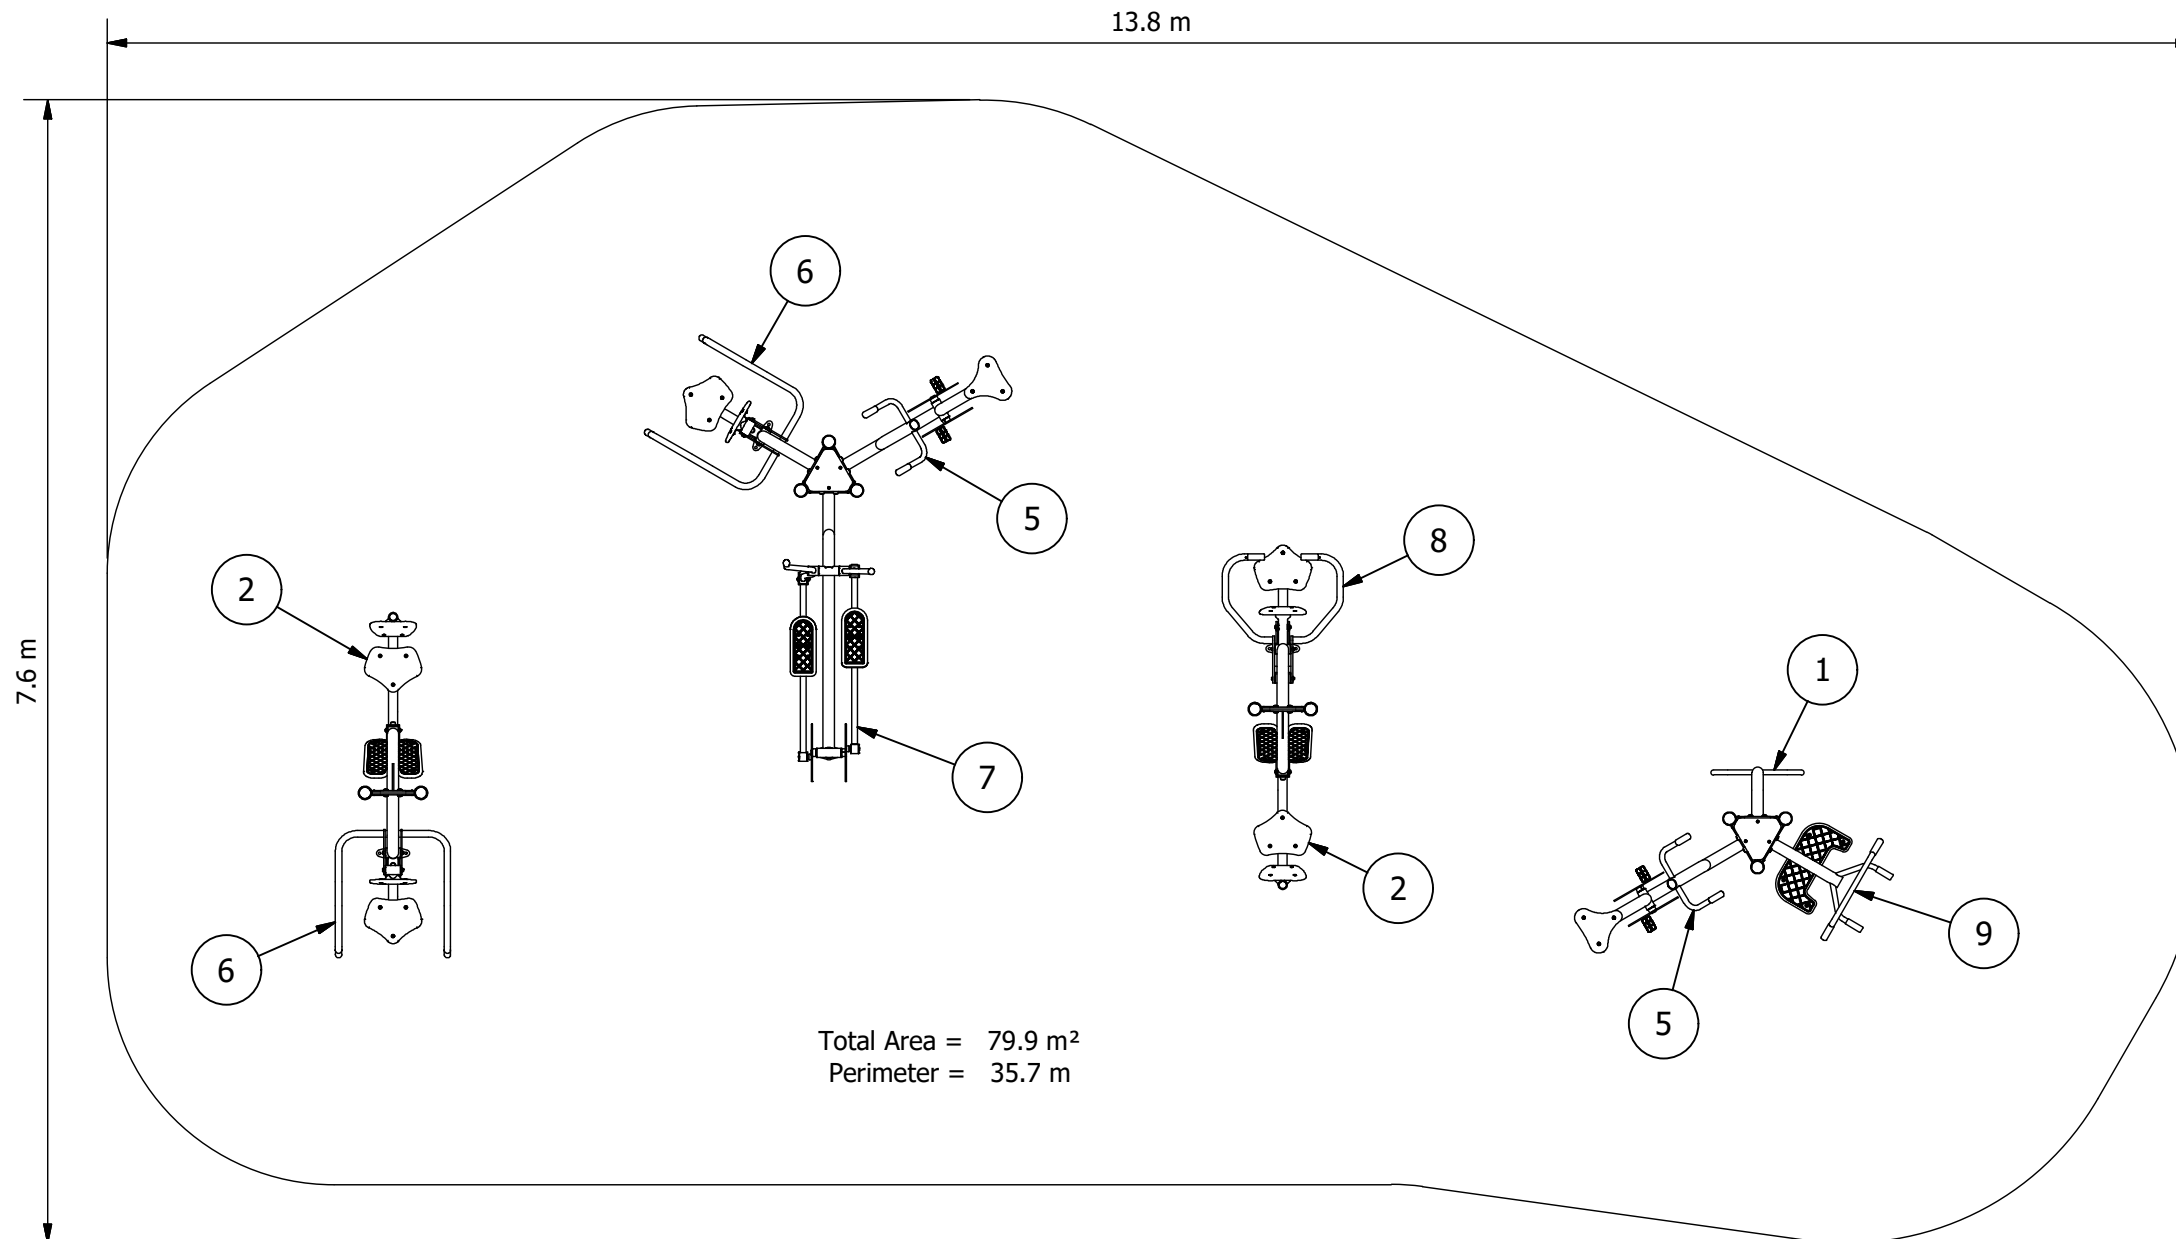 13.8 m
6
5
8
2
7.6 m
1
7
2
9
6
5
Total Area = 79.9 m²
Perimeter = 35.7 m